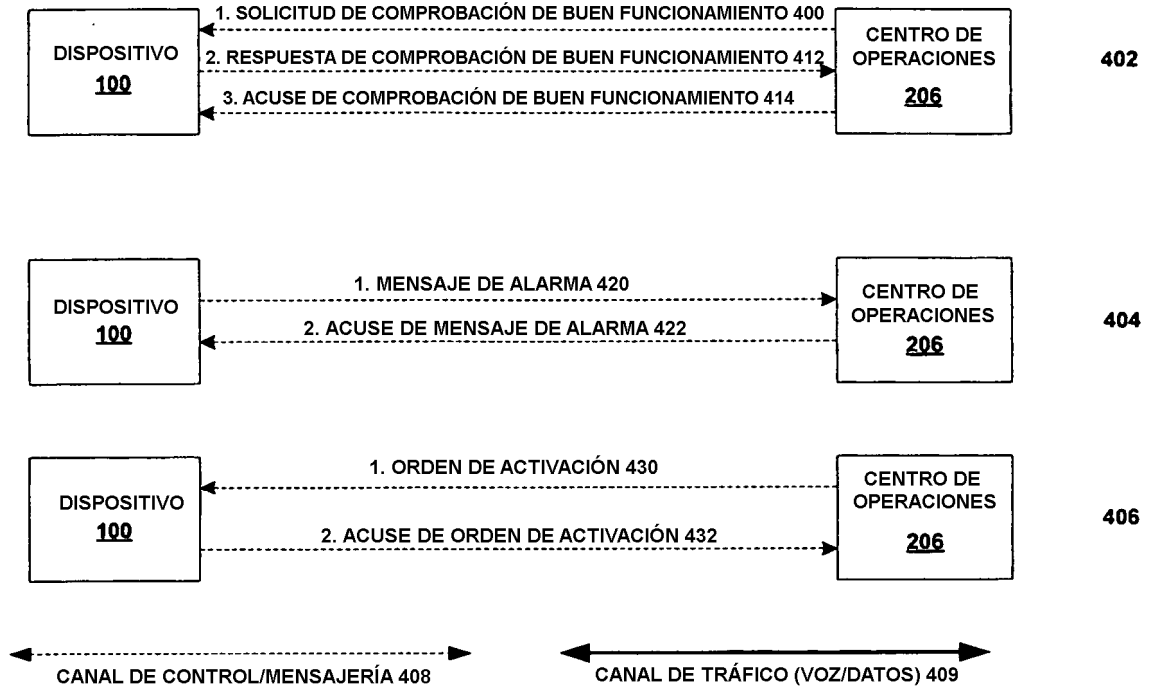 1. SOLICITUD DE COMPROBACIÓN DE BUEN FUNCIONAMIENTO 400
DISPOSITIVO
100
2. RESPUESTA DE COMPROBACIÓN DE BUEN FUNCIONAMIENTO 412
3. ACUSE DE COMPROBACIÓN DE BUEN FUNCIONAMIENTO 414
CENTRO DE
OPERACIONES
206
402
DISPOSITIVO
100
1. MENSAJE DE ALARMA 420
2. ACUSE DE MENSAJE DE ALARMA 422
CENTRO DE
OPERACIONES
206
404
DISPOSITIVO
100
1. ORDEN DE ACTIVACIÓN 430
2. ACUSE DE ORDEN DE ACTIVACIÓN 432
CENTRO DE
OPERACIONES
206
406
CANAL DE CONTROL/MENSAJERÍA 408
CANAL DE TRÁFICO (VOZ/DATOS) 409